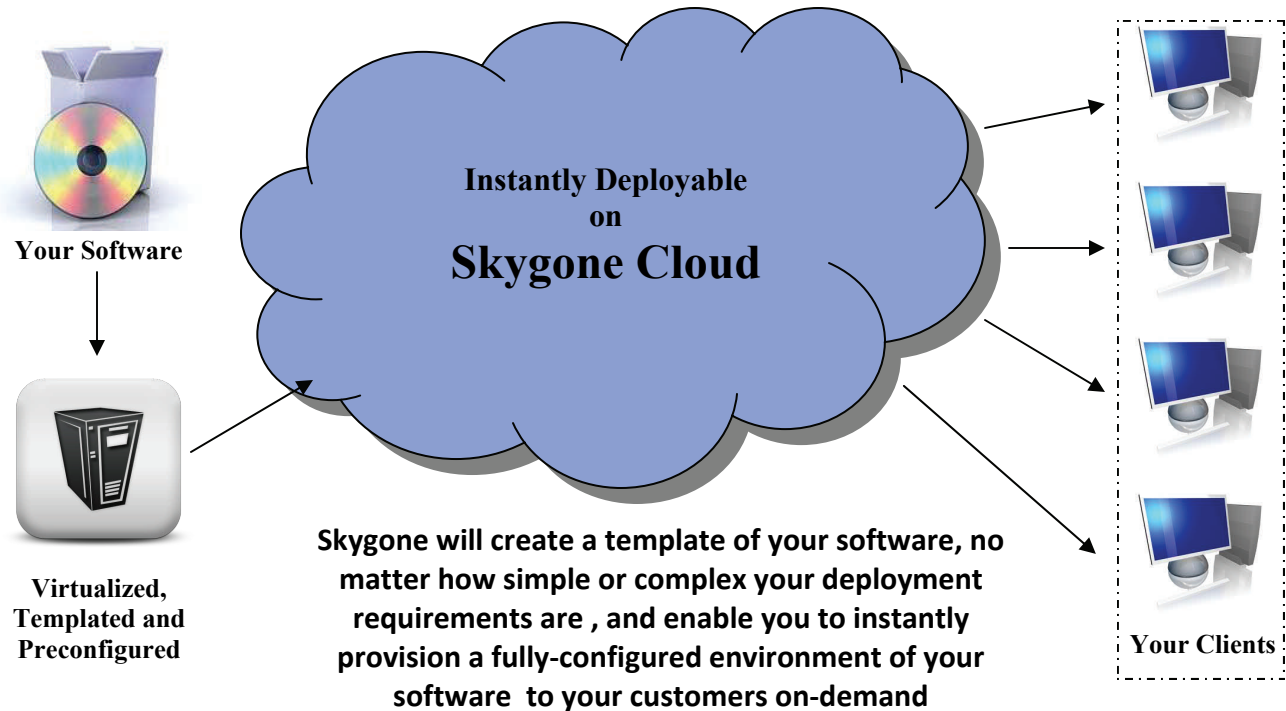 Instantly Deployable
on
Skygone Cloud
Your Software
Virtualized,
Templated and
Preconfigured
Skygone will create a template of your software, no
matter how simple or complex your deployment
requirements are , and enable you to instantly
provision a fully-configured environment of your
software  to your customers on-demand
Your Clients